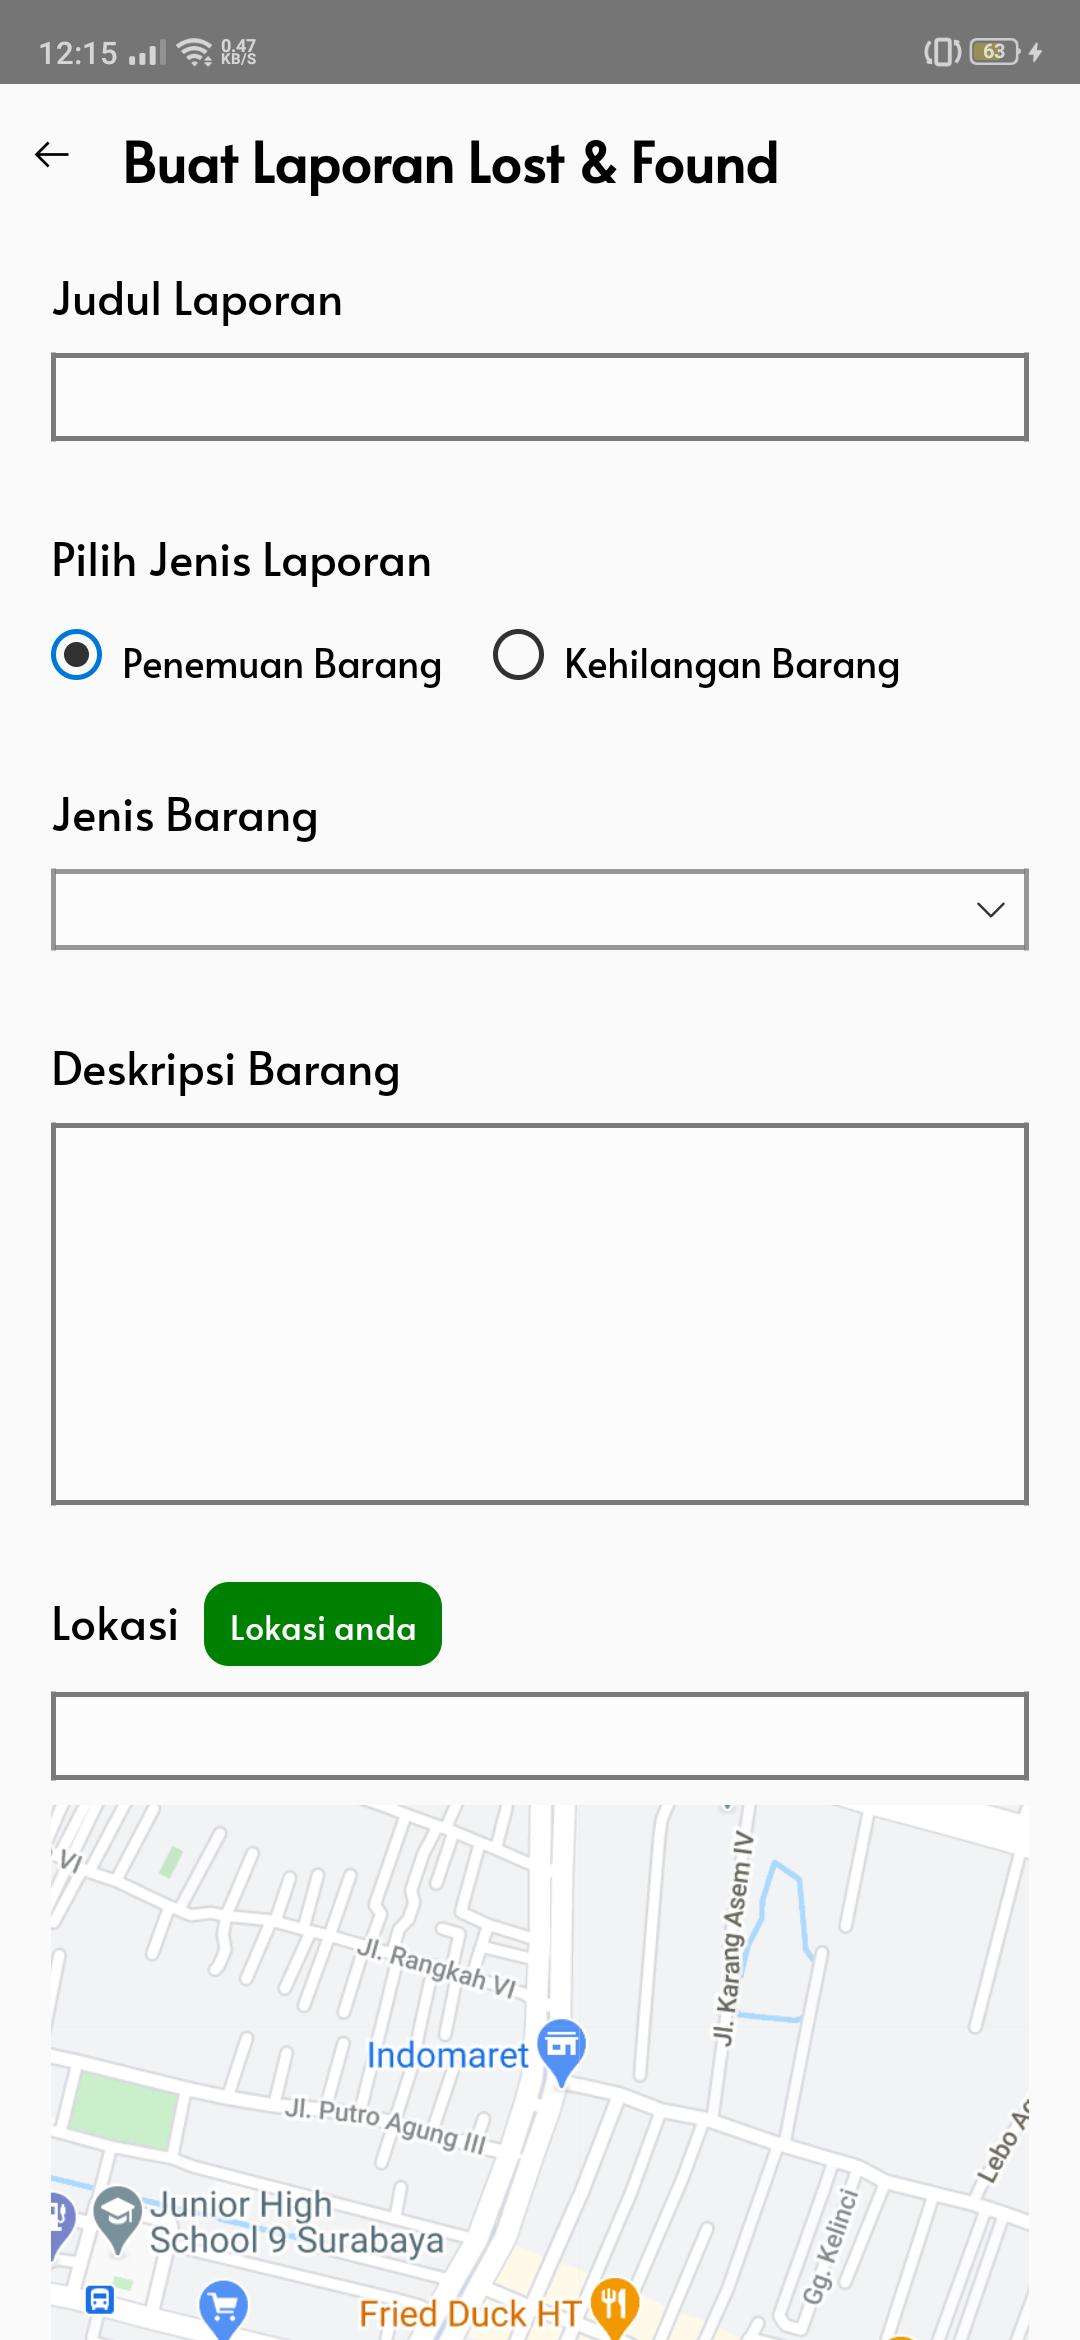 12:15 0.47 KB/S 63
Buat Laporan Lost & Found
Judul Laporan
Pilih Jenis Laporan
Penemuan Barang Kehilangan Barang
Jenis Barang
Deskripsi Barang
Lokasi Lokasi anda
VI
Jl. Karang Asem IV
Jl. Rangkah VI
Indomaret
Jl. Putro Agung III
Lebo Ag
Junior High
School 9 Surabaya
Gg. Kelinci
Fried Duck HT